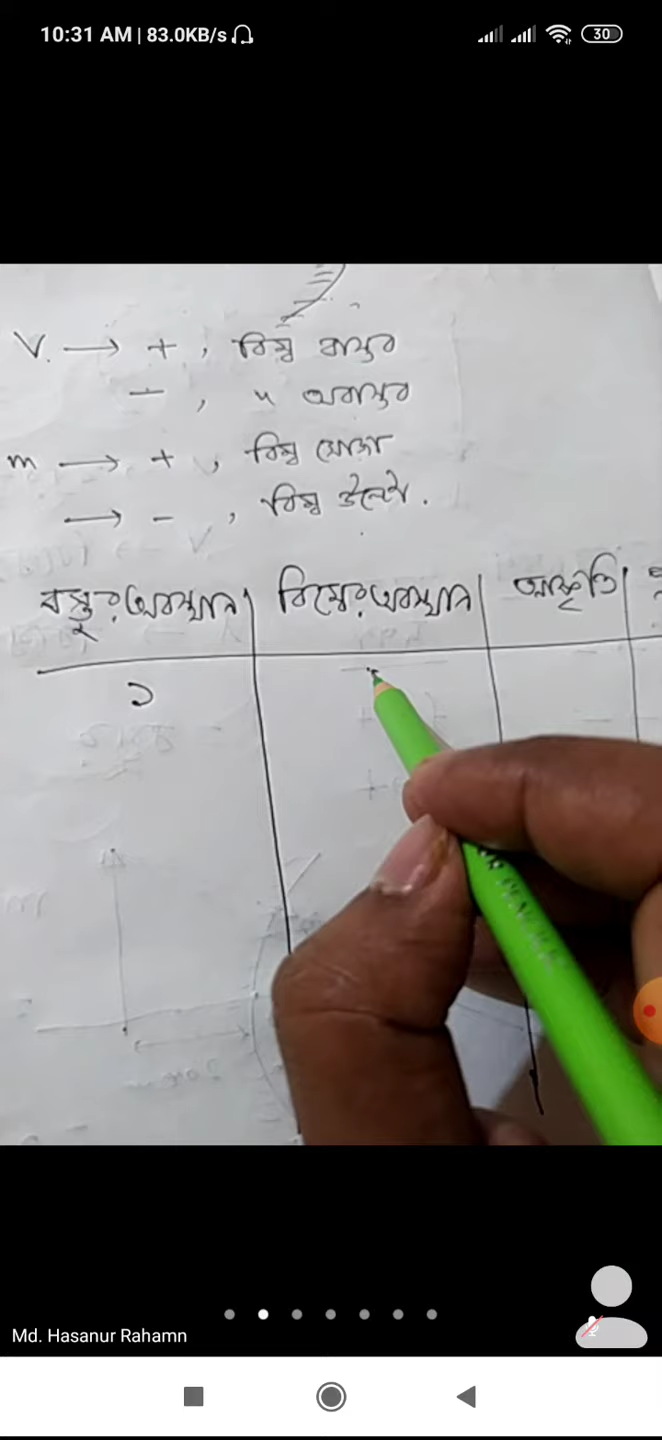 10:31 AM | 83.0KB/s
30
V. → + , বিম্ব বাস্তব
− , " অবাস্তব
m → + , বিম্ব সোজা
→ − , বিম্ব উল্টো .
বস্তুর অবস্থান বিম্বের অবস্থান আকৃতি
১
Md. Hasanur Rahamn